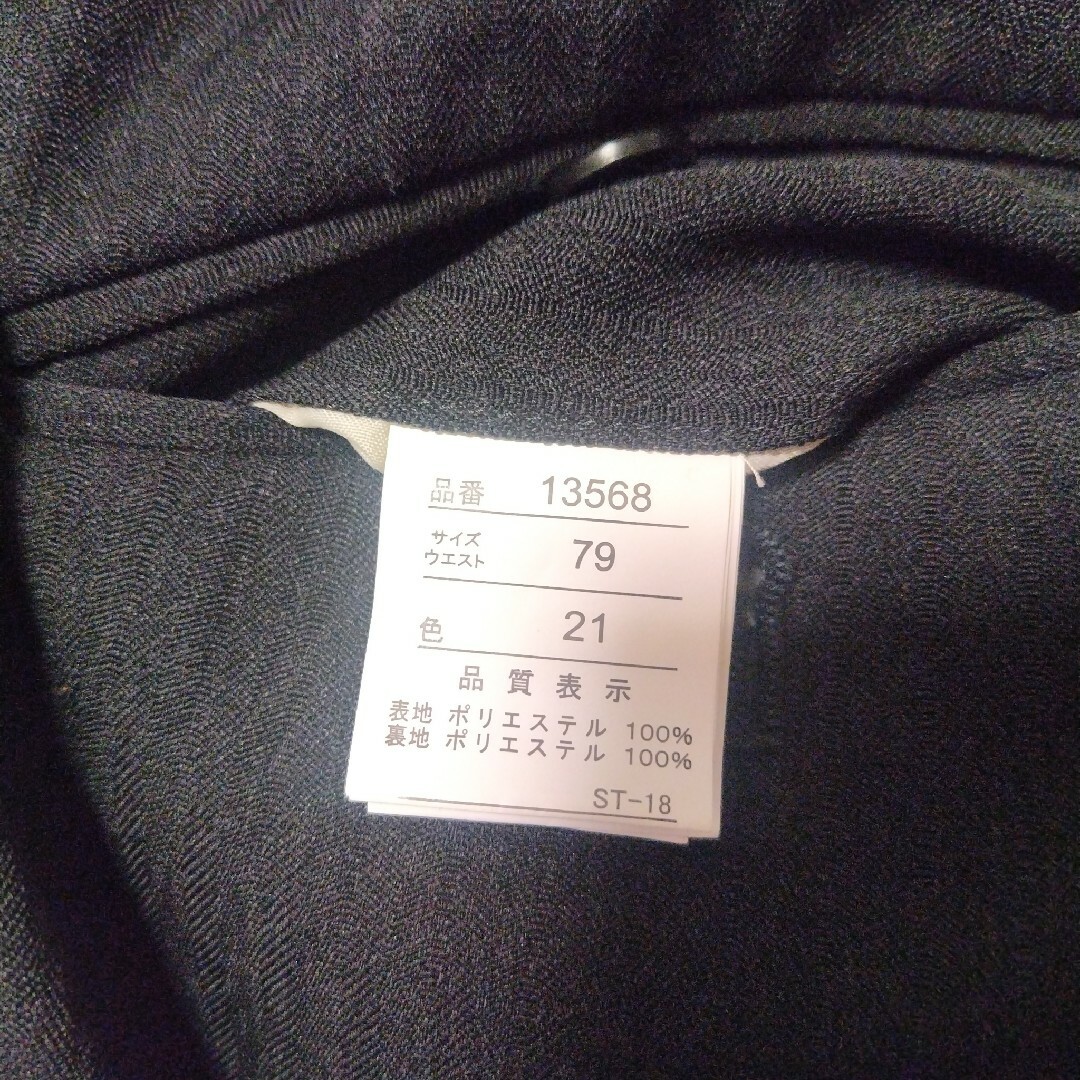 品番 13568
サイズ
ウエスト 79
色 21
品質表示
表地 ポリエステル 100%
裏地 ポリエステル 100%
ST-18